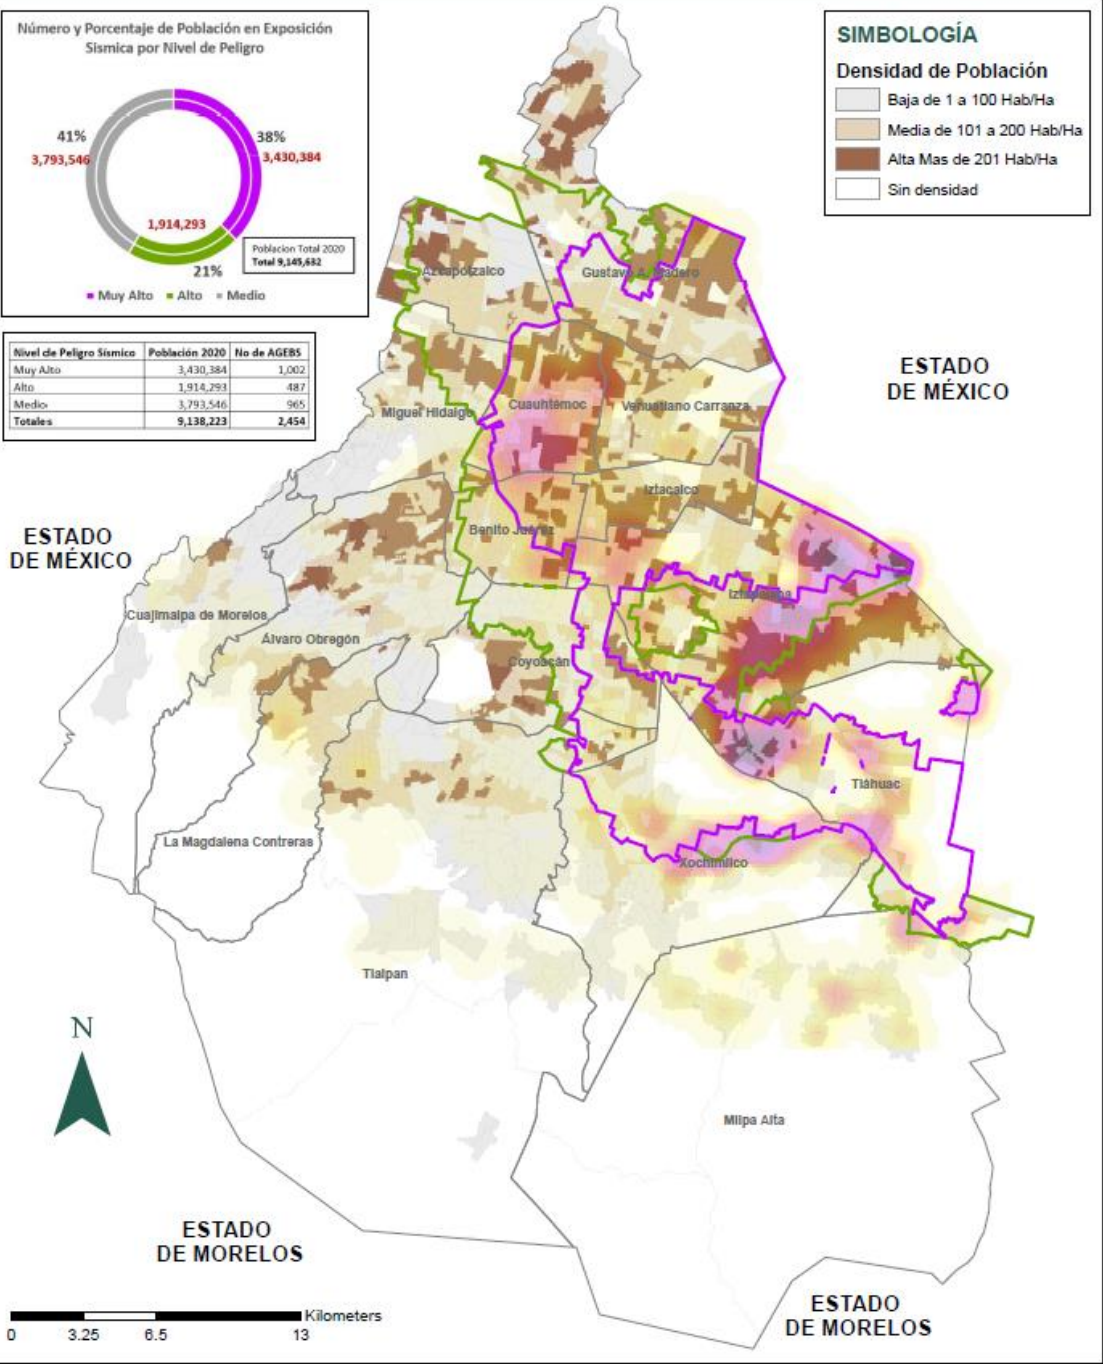 Número y Porcentaje de Población en Exposición
Sismica por Nivel de Peligro
41%
3,793,546
38%
3,430,384
1,914,293
21%
Poblacion Total 2020
Total 9,145,632
Muy Alto Alto Medio
Nivel de Peligro Sísmico Población 2020 No de AGEBS
Muy Alto 3,430,384 1,002
Alto 1,914,293 487
Medio 3,793,546 965
Totales 9,138,223 2,454
SIMBOLOGÍA
Densidad de Población
Baja de 1 a 100 Hab/Ha
Media de 101 a 200 Hab/Ha
Alta Mas de 201 Hab/Ha
Sin densidad
Azcapotzalco
Gustavo A. Madero
ESTADO
DE MÉXICO
Miguel Hidalgo
Cuauhtémoc
Venustiano Carranza
Iztacalco
Benito Juárez
ESTADO
DE MÉXICO
Iztapalapa
Cuajimalpa de Morelos
Álvaro Obregón
Coyoacán
Tláhuac
La Magdalena Contreras
Xochimilco
Tlalpan
N
Milpa Alta
ESTADO
DE MORELOS
ESTADO
DE MORELOS
Kilometers
0 3.25 6.5 13